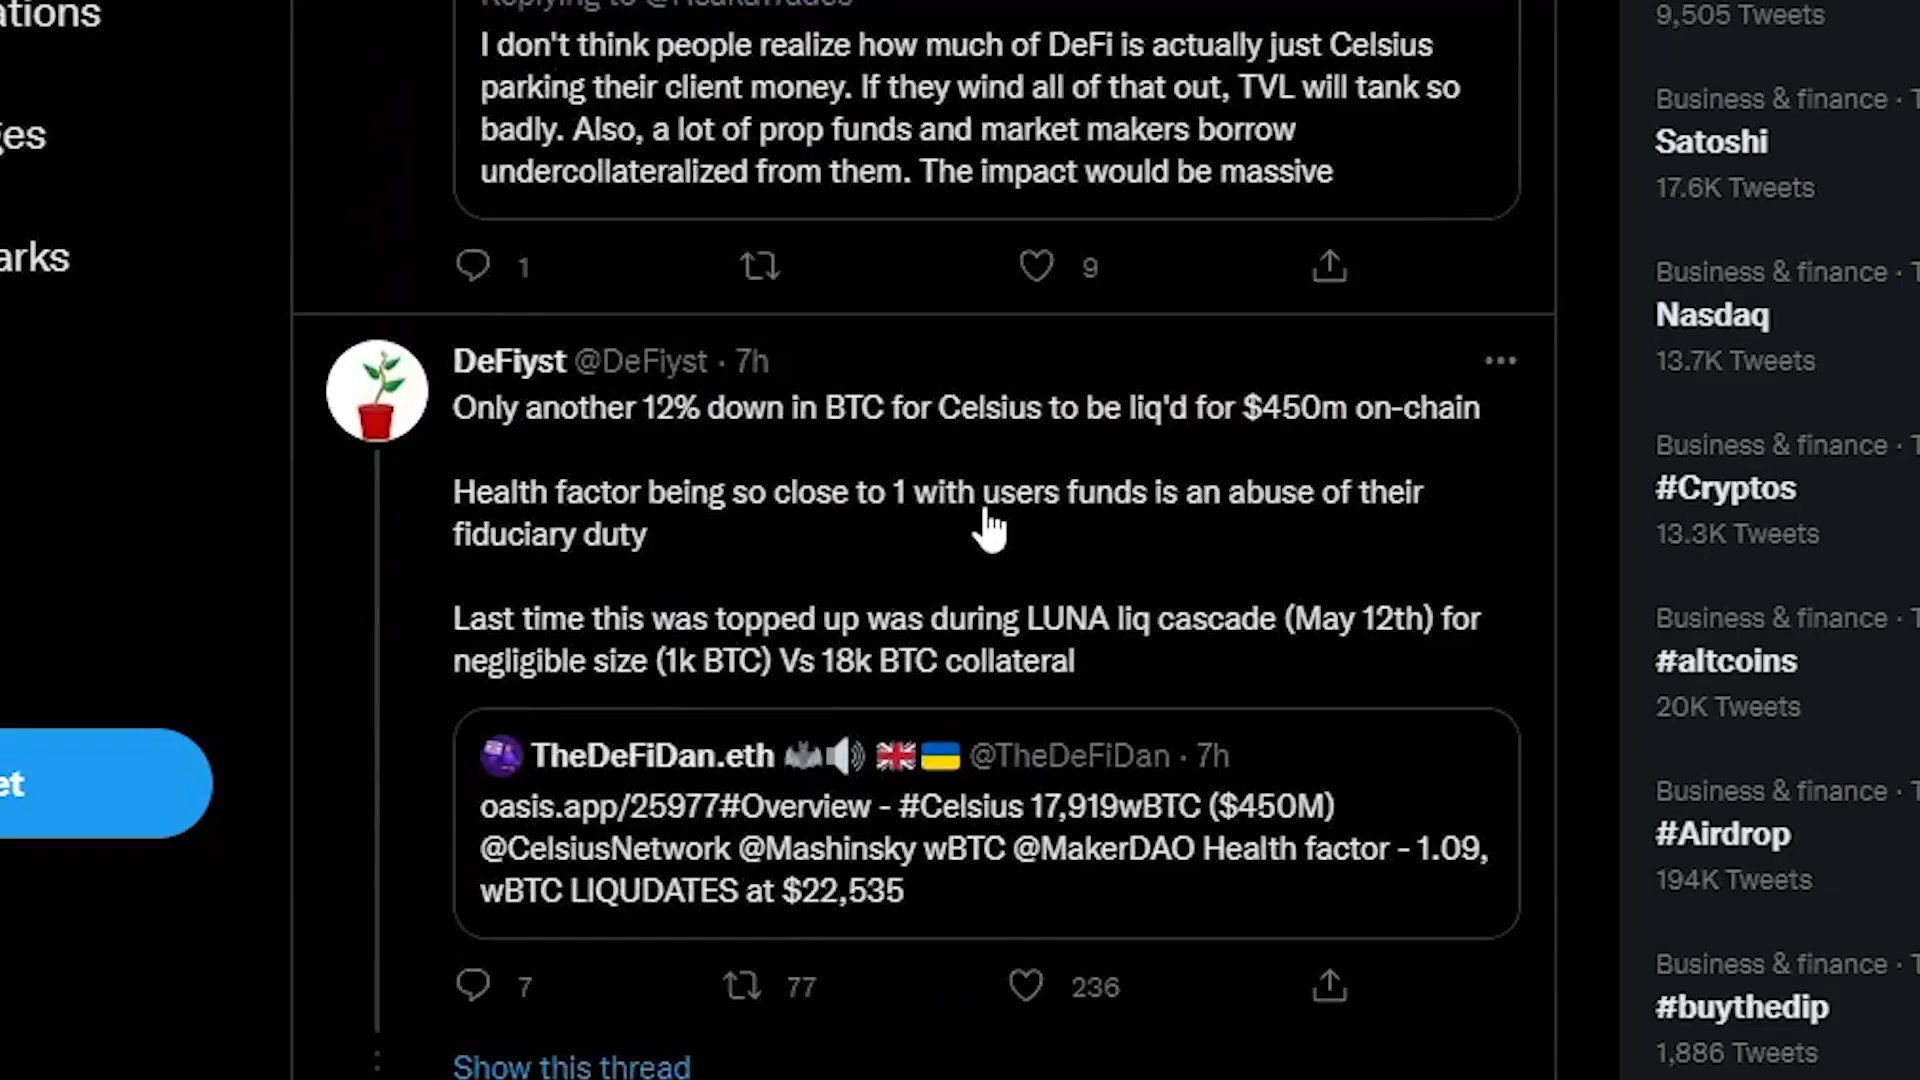 ations
ges
arks
et
I don't think people realize how much of DeFi is actually just Celsius
parking their client money. If they wind all of that out, TVL will tank so
badly. Also, a lot of prop funds and market makers borrow
undercollateralized from them. The impact would be massive
1
9
DeFiyst @DeFiyst · 7h
Only another 12% down in BTC for Celsius to be liq'd for $450m on-chain
Health factor being so close to 1 with users funds is an abuse of their
fiduciary duty
Last time this was topped up was during LUNA liq cascade (May 12th) for
negligible size (1k BTC) Vs 18k BTC collateral
TheDeFiDan.eth 🦇🔊 🇬🇧🇺🇦 @TheDeFiDan · 7h
oasis.app/25977#Overview - #Celsius 17,919wBTC ($450M)
@CelsiusNetwork @Mashinsky wBTC @MakerDAO Health factor - 1.09,
wBTC LIQUDATES at $22,535
7 77 236
Show this thread
9,505 Tweets
Business & finance · T
Satoshi
17.6K Tweets
Business & finance · T
Nasdaq
13.7K Tweets
Business & finance · T
#Cryptos
13.3K Tweets
Business & finance · T
#altcoins
20K Tweets
Business & finance · T
#Airdrop
194K Tweets
Business & finance · T
#buythedip
1,886 Tweets